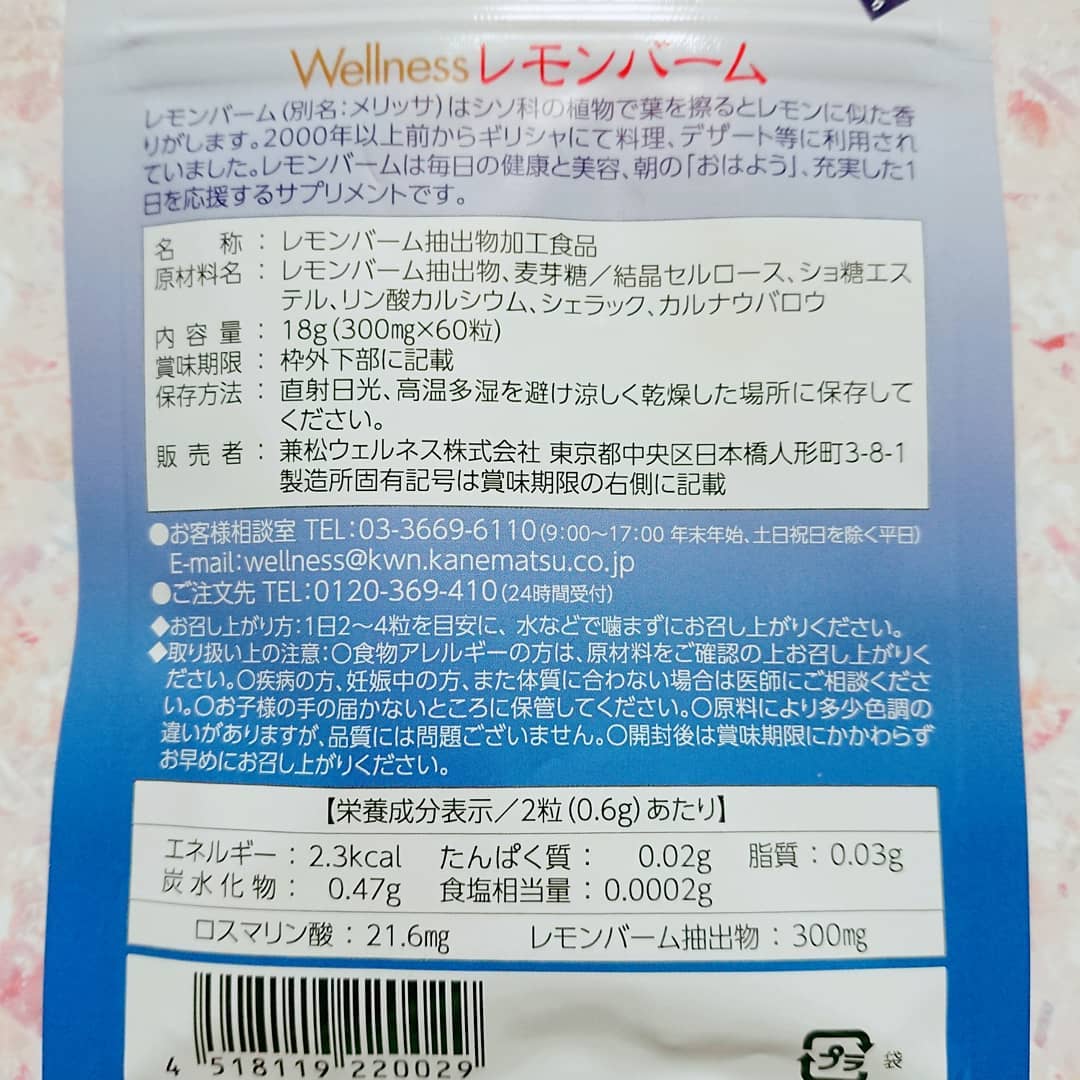 Wellnessレモンバーム
レモンバーム(別名:メリッサ)はシソ科の植物で葉を擦るとレモンに似た香
りがします。2000年以上前からギリシャにて料理、デザート等に利用され
ていました。レモンバームは毎日の健康と美容、朝の「おはよう」、充実した1
日を応援するサプリメントです。
名 称:レモンバーム抽出物加工食品
原材料名:レモンバーム抽出物、麦芽糖/結晶セルロース、ショ糖エス
テル、リン酸カルシウム、シェラック、カルナウバロウ
内容量:18g(300mg×60粒)
賞味期限:枠外下部に記載
保存方法:直射日光、高温多湿を避け涼しく乾燥した場所に保存して
ください。
販売者:兼松ウェルネス株式会社 東京都中央区日本橋人形町3-8-1
製造所固有記号は賞味期限の右側に記載
●お客様相談室 TEL:03-3669-6110(9:00～17:00 年末年始、土日祝日を除く平日)
E-mail:wellness@kwn.kanematsu.co.jp
●ご注文先 TEL:0120-369-410(24時間受付)
◆お召し上がり方:1日2～4粒を目安に、水などで噛まずにお召し上がりください。
◆取り扱い上の注意:○食物アレルギーの方は、原材料をご確認の上お召し上がりく
ださい。○疾病の方、妊娠中の方、また体質に合わない場合は医師にご相談くださ
い。○お子様の手の届かないところに保管してください。○原料により多少色調の
違いがありますが、品質には問題ございません。○開封後は賞味期限にかかわらず
お早めにお召し上がりください。
【栄養成分表示/2粒(0.6g)あたり】
エネルギー:2.3kcal たんぱく質:0.02g 脂質:0.03g
炭水化物:0.47g 食塩相当量:0.0002g
ロスマリン酸:21.6mg レモンバーム抽出物:300mg
4 518119 220029
プラ 袋